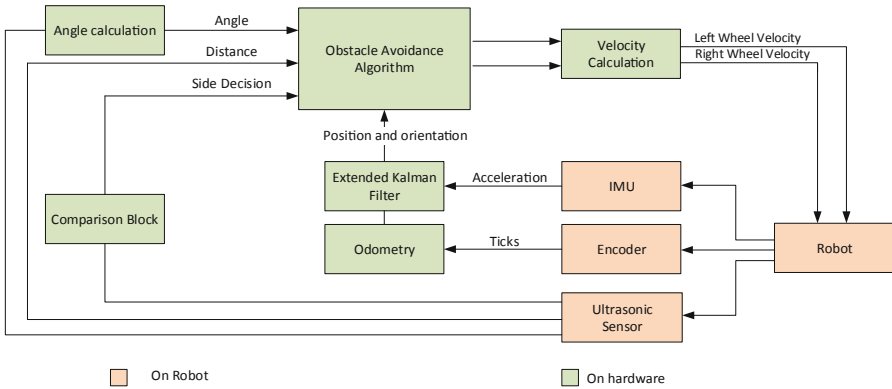 Angle calculation
Angle
Distance
Side Decision
Obstacle Avoidance
Algorithm
Velocity
Calculation
Left Wheel Velocity
Right Wheel Velocity
Position and orientation
Extended Kalman
Filter
Acceleration
IMU
Comparison Block
Odometry
Ticks
Encoder
Robot
Ultrasonic
Sensor
On Robot
On hardware